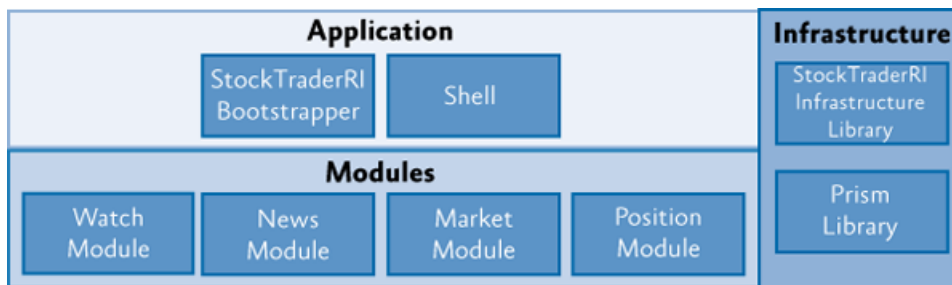 Application
StockTraderRI
Bootstrapper
Shell
Modules
Watch
Module
News
Module
Market
Module
Position
Module
Infrastructure
StockTraderRI
Infrastructure
Library
Prism
Library